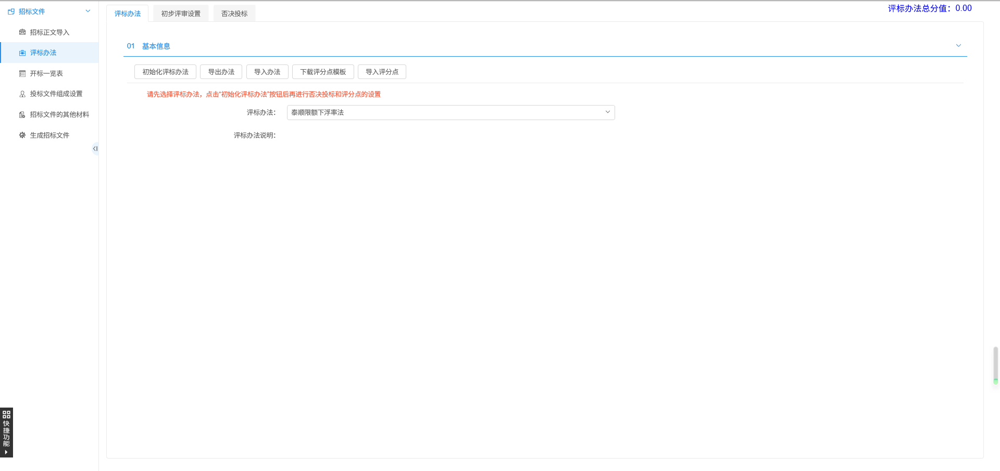 招标文件
招标正文导入
评标办法
开标一览表
投标文件组成设置
招标文件的其他材料
生成招标文件
快捷功能
评标办法 初步评审设置 否决投标
评标办法总分值：0.00
01 基本信息
初始化评标办法 导出办法 导入办法 下载评分点模板 导入评分点
请先选择评标办法，点击“初始化评标办法”按钮后再进行否决投标和评分点的设置
评标办法： 泰顺限额下浮率法
评标办法说明：